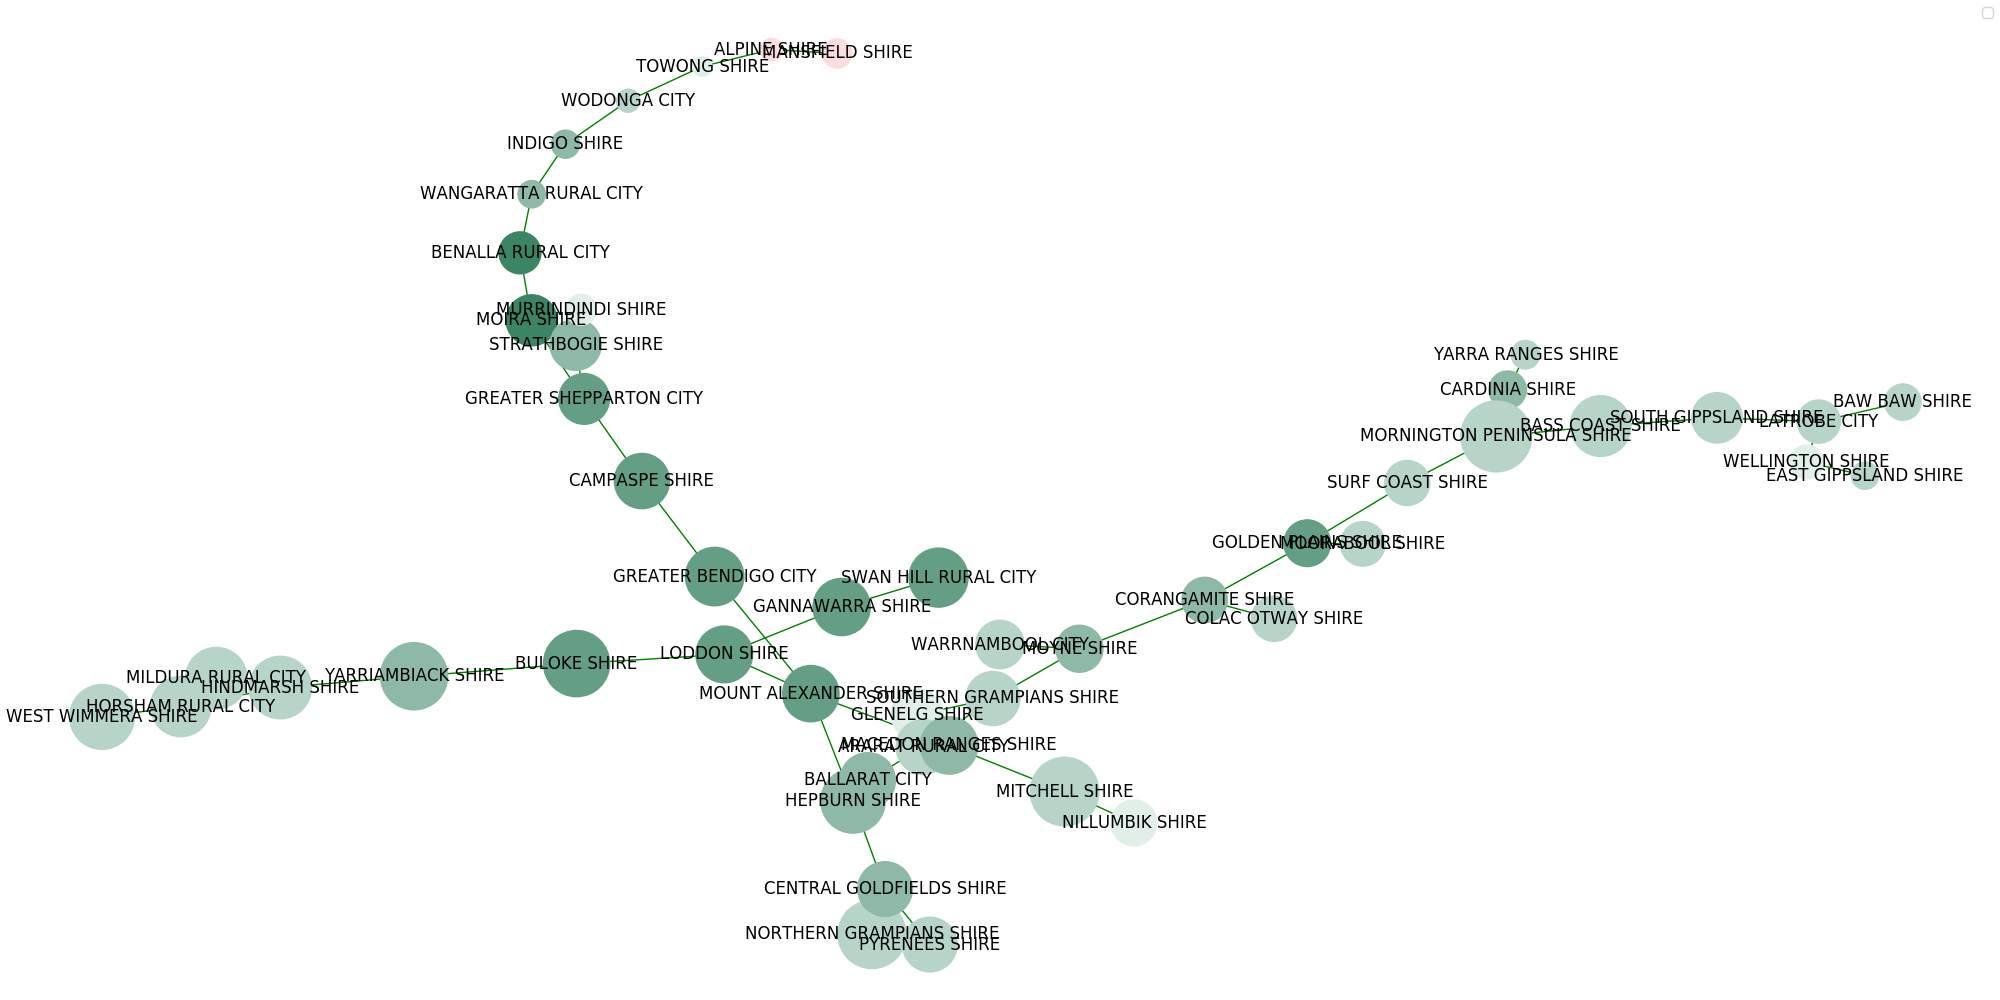 ALPINE SHIRE
MANSFIELD SHIRE
TOWONG SHIRE
WODONGA CITY
INDIGO SHIRE
WANGARATTA RURAL CITY
BENALLA RURAL CITY
MURRINDINDI SHIRE
MOIRA SHIRE
STRATHBOGIE SHIRE
YARRA RANGES SHIRE
CARDINIA SHIRE
GREATER SHEPPARTON CITY
BAW BAW SHIRE
SOUTH GIPPSLAND SHIRE
LATROBE CITY
BASS COAST SHIRE
MORNINGTON PENINSULA SHIRE
WELLINGTON SHIRE
EAST GIPPSLAND SHIRE
CAMPASPE SHIRE
SURF COAST SHIRE
GOLDEN PLAINS SHIRE
MOORABOOL SHIRE
GREATER BENDIGO CITY
SWAN HILL RURAL CITY
CORANGAMITE SHIRE
GANNAWARRA SHIRE
COLAC OTWAY SHIRE
WARRNAMBOOL CITY
MOYNE SHIRE
LODDON SHIRE
BULOKE SHIRE
YARRIAMBIACK SHIRE
MILDURA RURAL CITY
HINDMARSH SHIRE
MOUNT ALEXANDER SHIRE
SOUTHERN GRAMPIANS SHIRE
HORSHAM RURAL CITY
WEST WIMMERA SHIRE
GLENELG SHIRE
MACEDON RANGES SHIRE
ARARAT RURAL CITY
BALLARAT CITY
MITCHELL SHIRE
HEPBURN SHIRE
NILLUMBIK SHIRE
CENTRAL GOLDFIELDS SHIRE
NORTHERN GRAMPIANS SHIRE
PYRENEES SHIRE